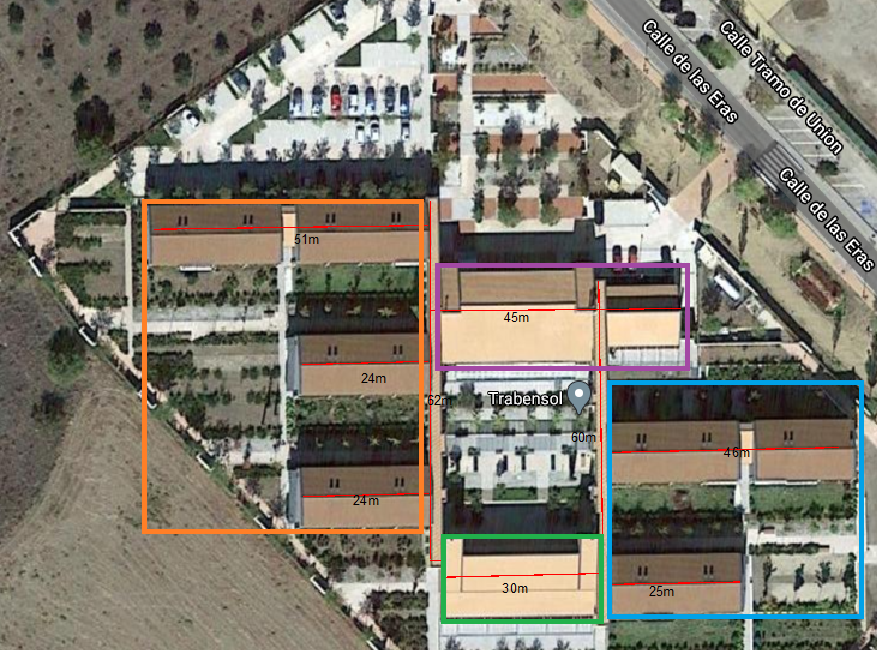 Calle Tramo de Union
Calle de las Eras
Calle de las Eras
51m
45m
24m
62m
Trabensol
60m
46m
24m
30m
25m